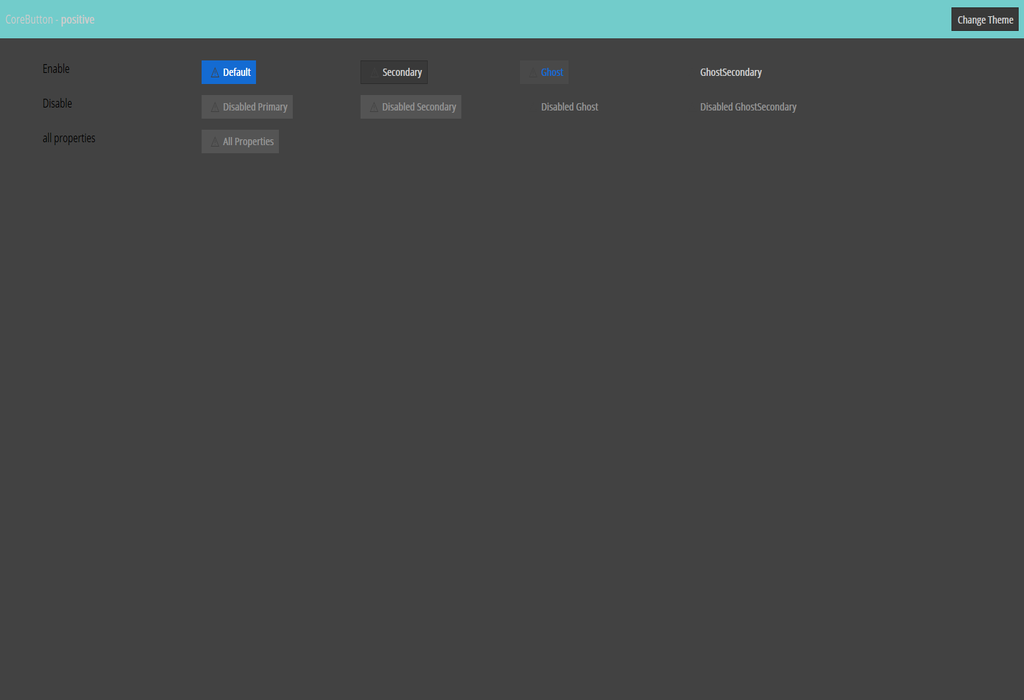 CoreButton - positive
Change Theme
Enable
Default
Secondary
Ghost
GhostSecondary
Disable
Disabled Primary
Disabled Secondary
Disabled Ghost
Disabled GhostSecondary
all properties
All Properties